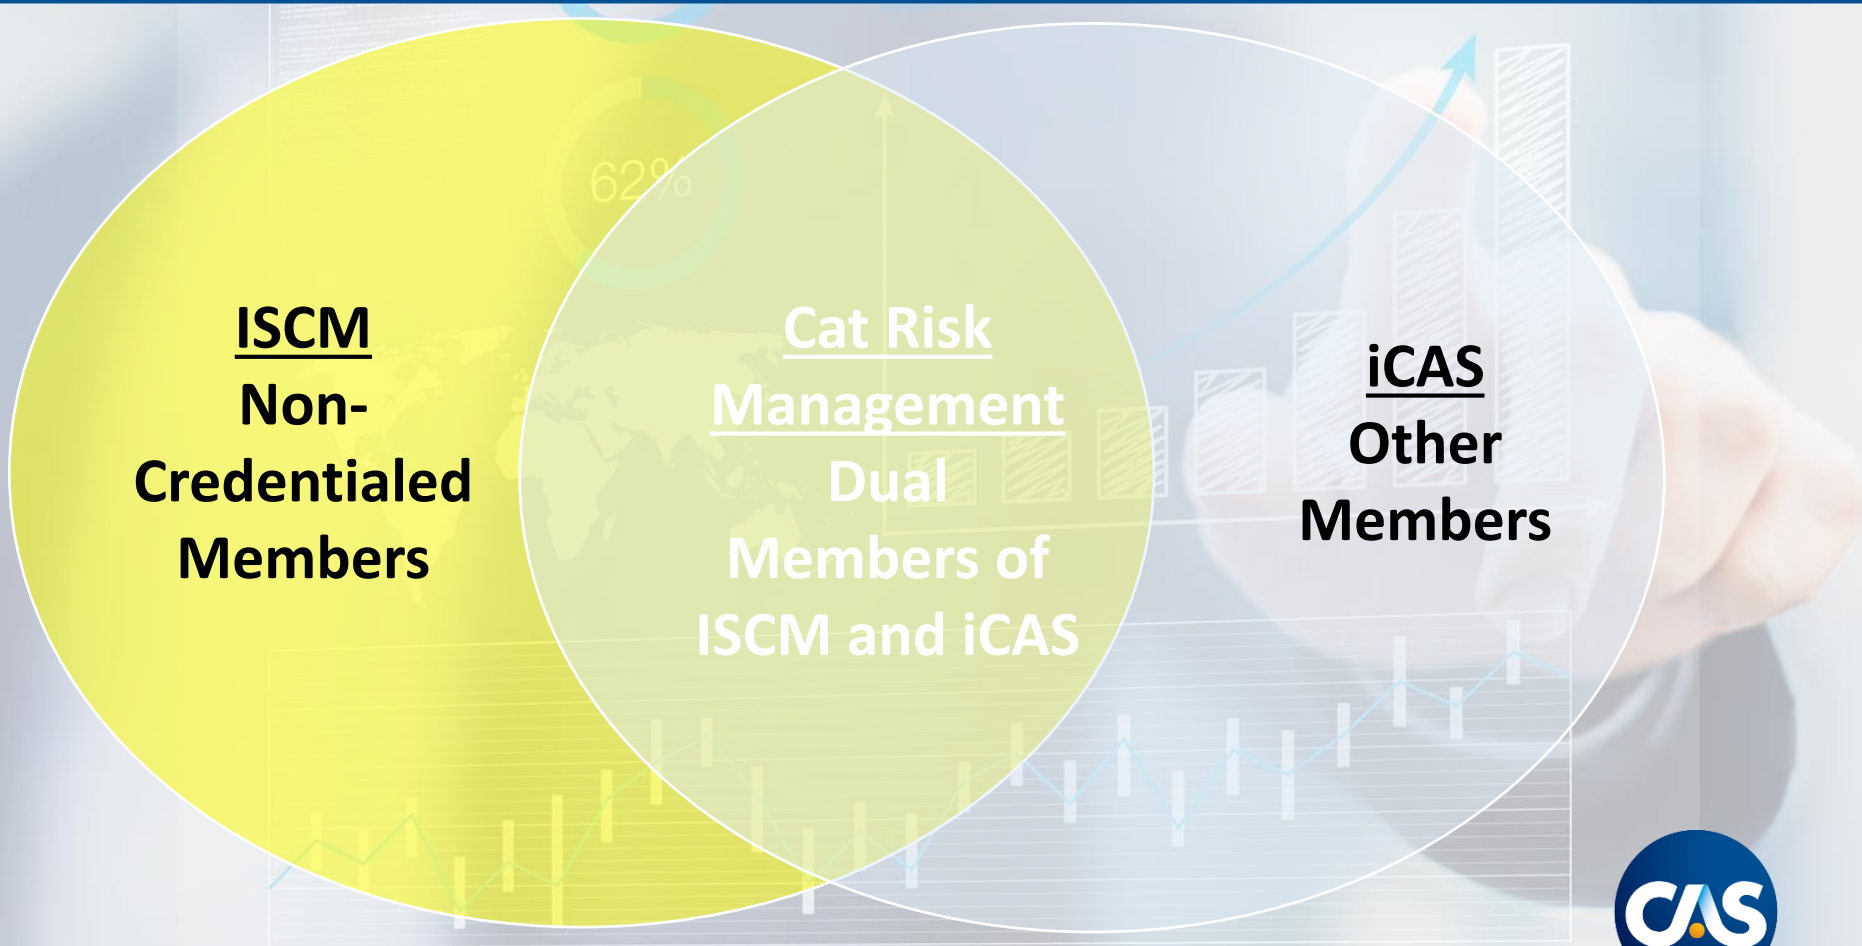 62%
ISCM
Non-
Credentialed
Members
Cat Risk
Management
Dual
Members of
ISCM and iCAS
iCAS
Other
Members
CAS